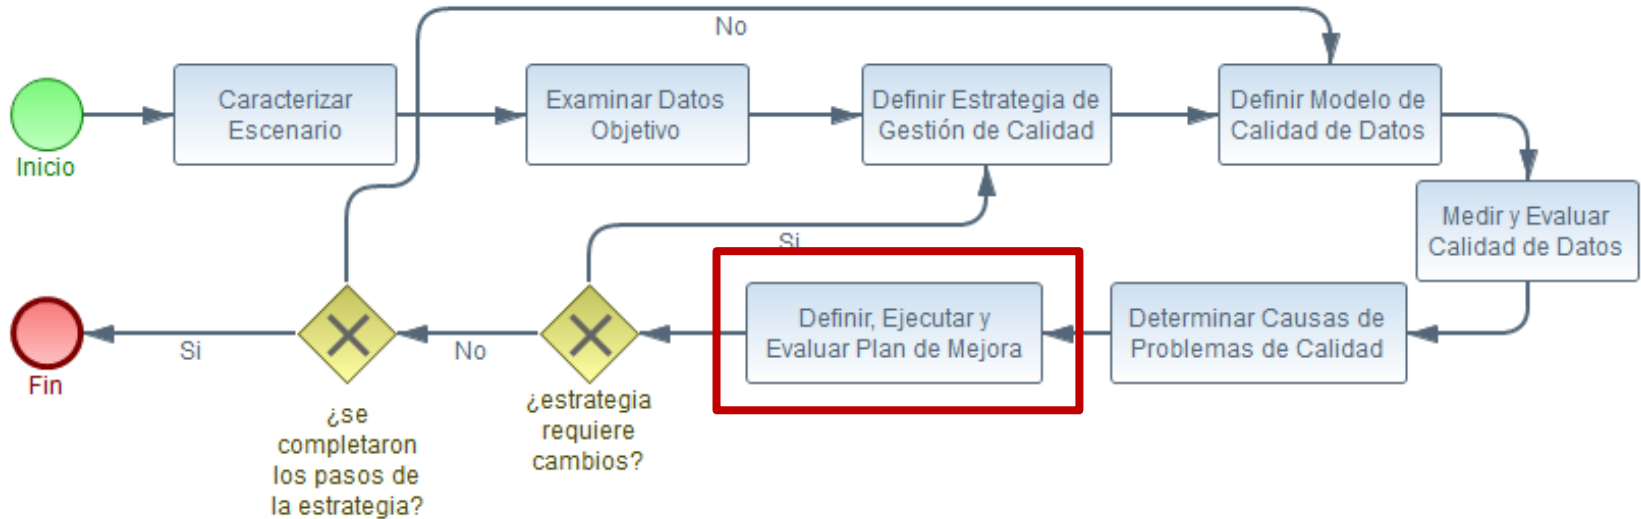 No
Inicio
Caracterizar
Escenario
Examinar Datos
Objetivo
Definir Estrategia de
Gestión de Calidad
Definir Modelo de
Calidad de Datos
Medir y Evaluar
Calidad de Datos
Determinar Causas de
Problemas de Calidad
Definir, Ejecutar y
Evaluar Plan de Mejora
Si
¿estrategia
requiere
cambios?
No
¿se
completaron
los pasos de
la estrategia?
Si
Fin